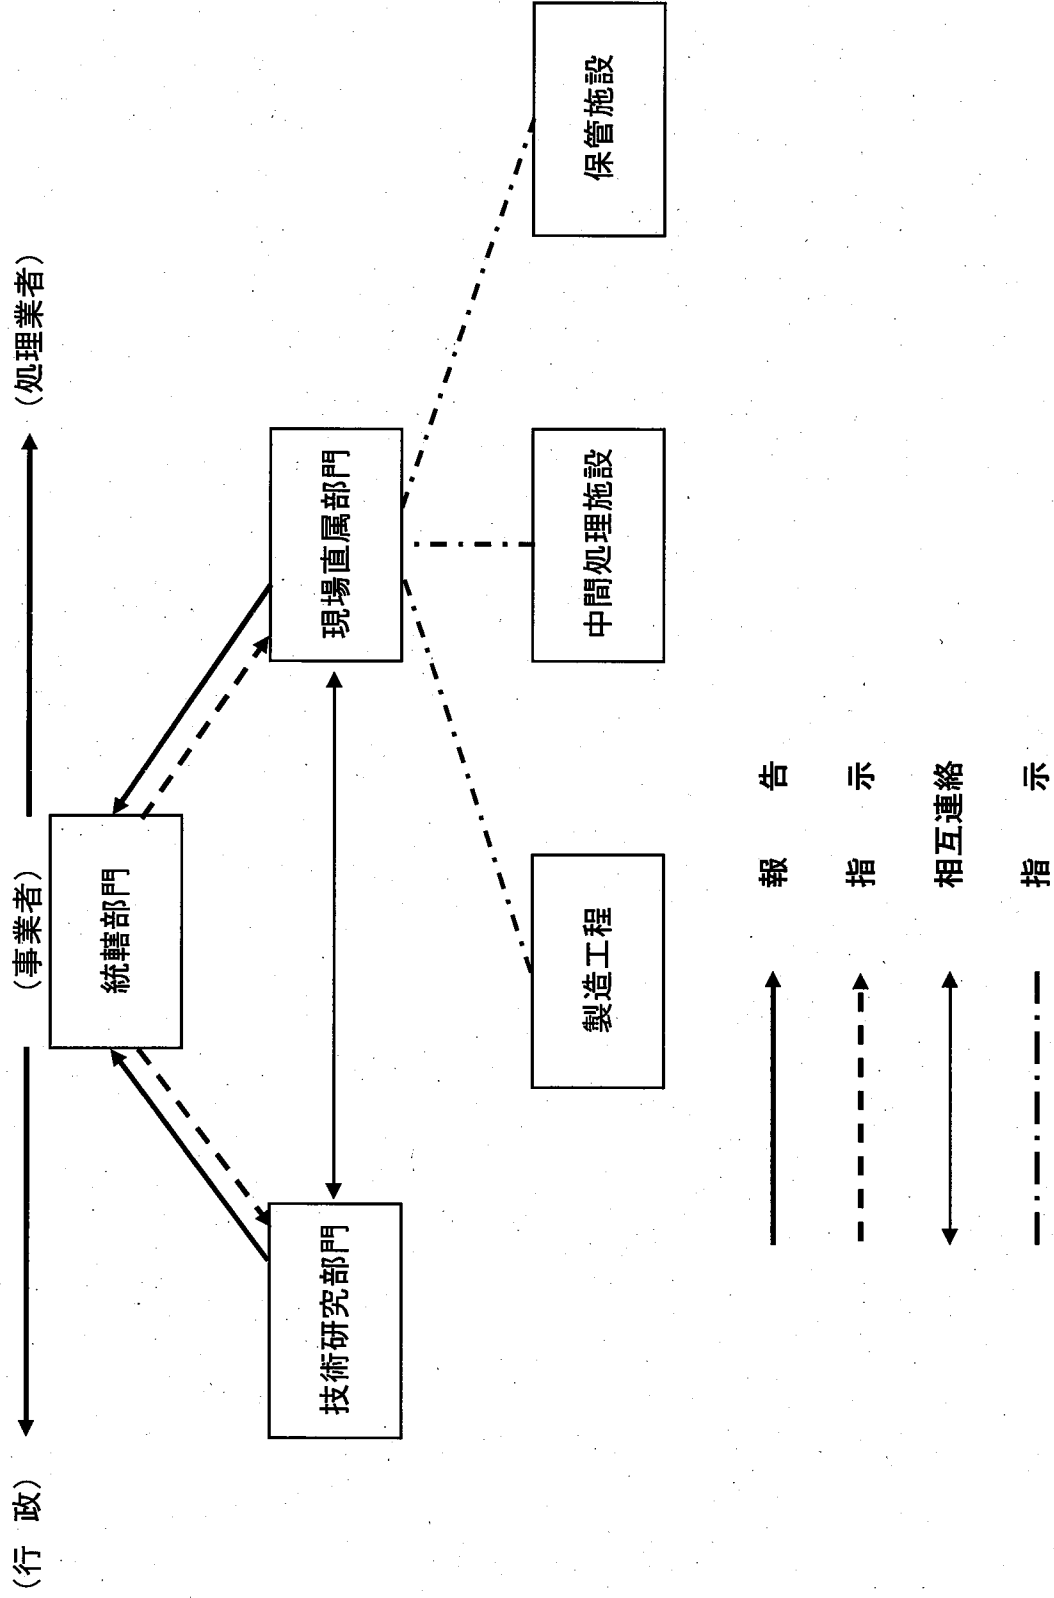 (行　政)
(事業者)
(処理業者)
統轄部門
技術研究部門
現場直属部門
製造工程
中間処理施設
保管施設
報　告
指　示
相互連絡
指　示